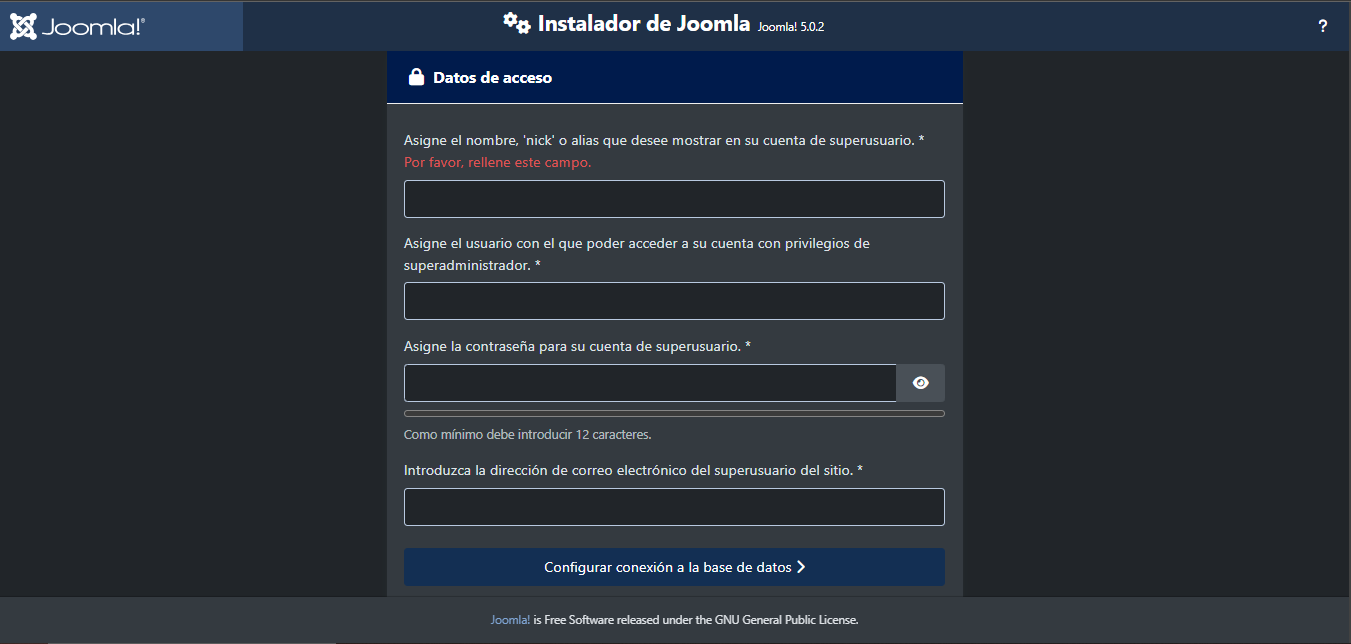 Joomla!®
Instalador de Joomla Joomla! 5.0.2
?
Datos de acceso
Asigne el nombre, 'nick' o alias que desee mostrar en su cuenta de superusuario. *
Por favor, rellene este campo.
Asigne el usuario con el que poder acceder a su cuenta con privilegios de
superadministrador. *
Asigne la contraseña para su cuenta de superusuario. *
Como mínimo debe introducir 12 caracteres.
Introduzca la dirección de correo electrónico del superusuario del sitio. *
Configurar conexión a la base de datos
Joomla! is Free Software released under the GNU General Public License.